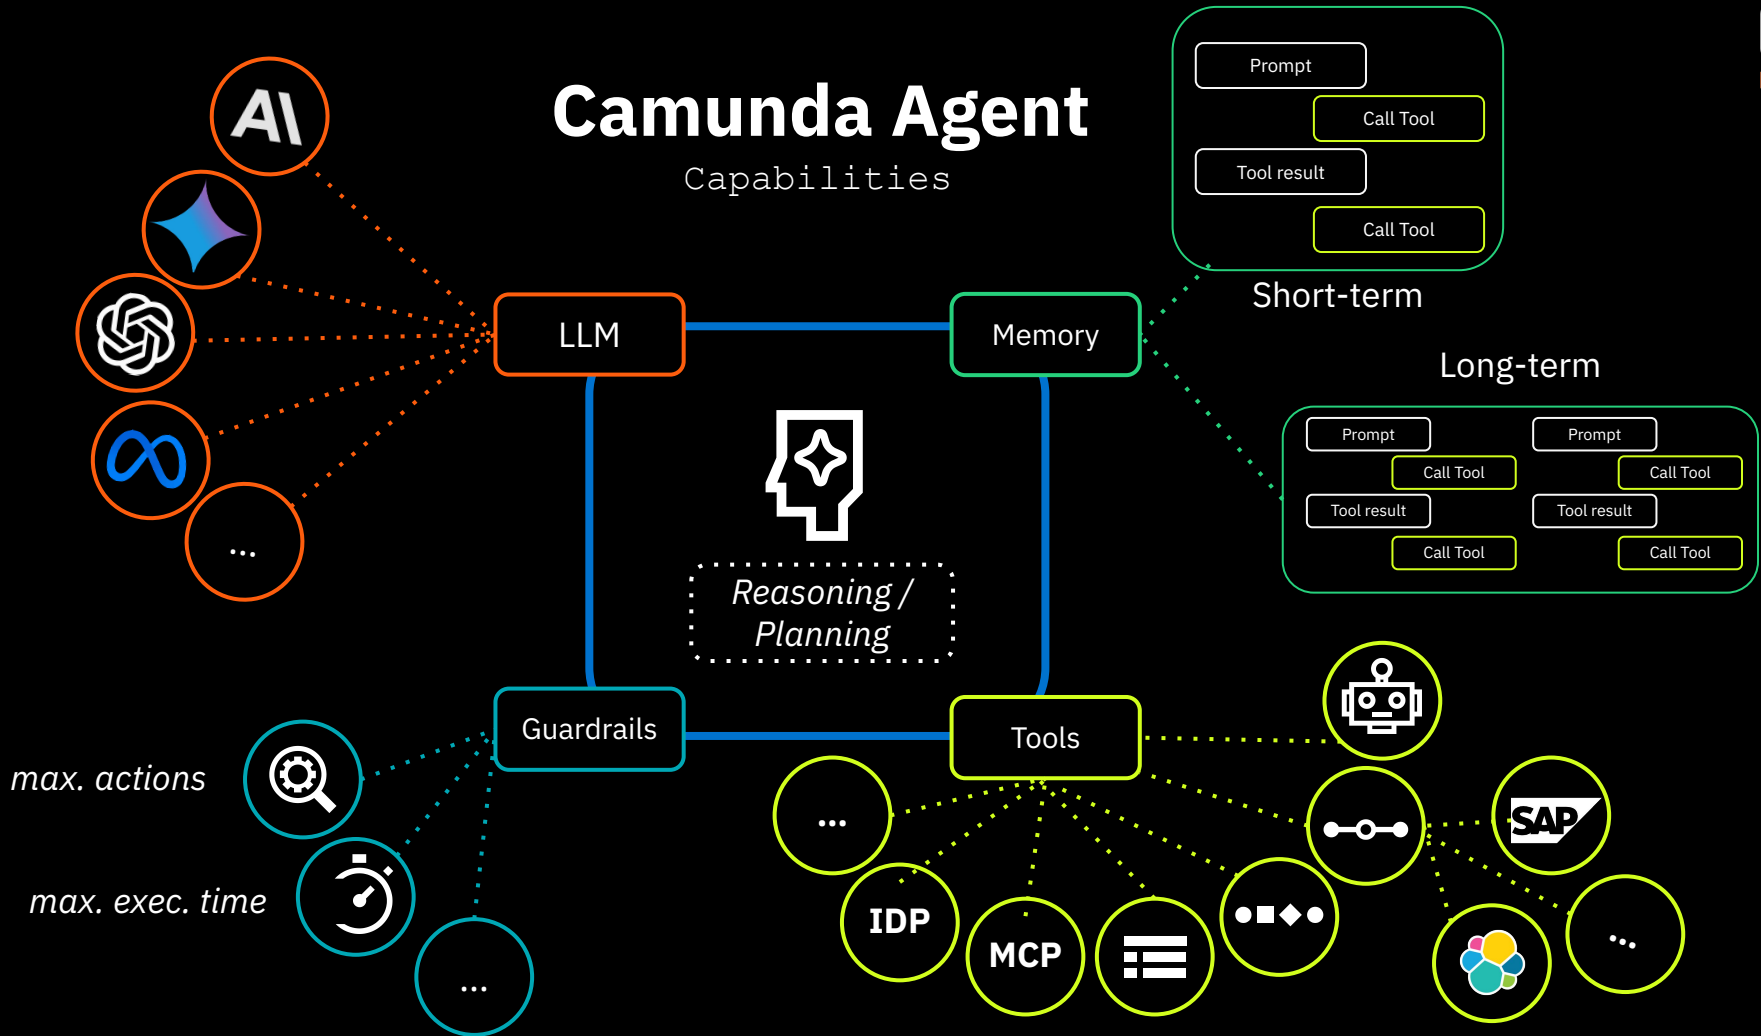 Camunda Agent
Capabilities
AI
LLM
...
Memory
Prompt
Call Tool
Tool result
Call Tool
Short-term
Long-term
Prompt
Call Tool
Tool result
Call Tool
Prompt
Call Tool
Tool result
Call Tool
Reasoning /
Planning
Guardrails
max. actions
max. exec. time
...
Tools
...
IDP
MCP
SAP
...